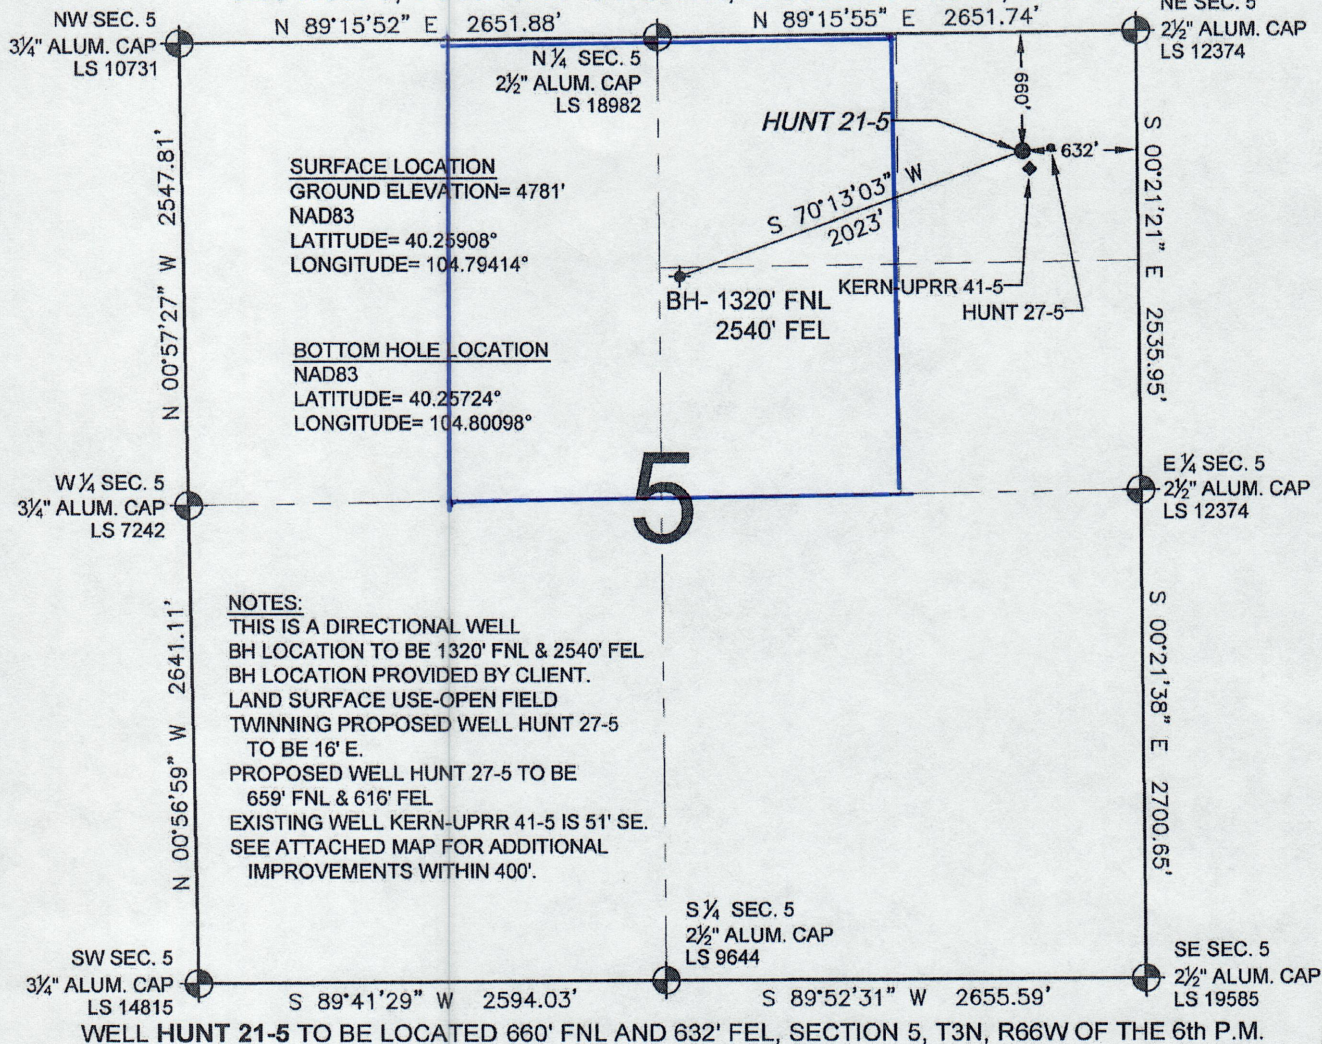 NW SEC. 5
3¼" ALUM. CAP
LS 10731
N 89°15'52" E 2651.88'
N ¼ SEC. 5
2½" ALUM. CAP
LS 18982
N 89°15'55" E 2651.74'
NE SEC. 5
2½" ALUM. CAP
LS 12374
660'
HUNT 21-5
632'
S 70°13'03" W
2023'
KERN-UPRR 41-5
HUNT 27-5
BH- 1320' FNL
2540' FEL
SURFACE LOCATION
GROUND ELEVATION= 4781'
NAD83
LATITUDE= 40.25908°
LONGITUDE= 104.79414°
BOTTOM HOLE LOCATION
NAD83
LATITUDE= 40.25724°
LONGITUDE= 104.80098°
N 00°57'27" W 2547.81'
S 00°21'21" E 2535.95'
W ¼ SEC. 5
3¼" ALUM. CAP
LS 7242
5
E ¼ SEC. 5
2½" ALUM. CAP
LS 12374
N 00°56'59" W 2641.11'
S 00°21'38" E 2700.65'
NOTES:
THIS IS A DIRECTIONAL WELL
BH LOCATION TO BE 1320' FNL & 2540' FEL
BH LOCATION PROVIDED BY CLIENT.
LAND SURFACE USE-OPEN FIELD
TWINNING PROPOSED WELL HUNT 27-5
TO BE 16' E.
PROPOSED WELL HUNT 27-5 TO BE
659' FNL & 616' FEL
EXISTING WELL KERN-UPRR 41-5 IS 51' SE.
SEE ATTACHED MAP FOR ADDITIONAL
IMPROVEMENTS WITHIN 400'.
SW SEC. 5
3¼" ALUM. CAP
LS 14815
S 89°41'29" W 2594.03'
S ¼ SEC. 5
2½" ALUM. CAP
LS 9644
S 89°52'31" W 2655.59'
SE SEC. 5
2½" ALUM. CAP
LS 19585
WELL HUNT 21-5 TO BE LOCATED 660' FNL AND 632' FEL, SECTION 5, T3N, R66W OF THE 6th P.M.